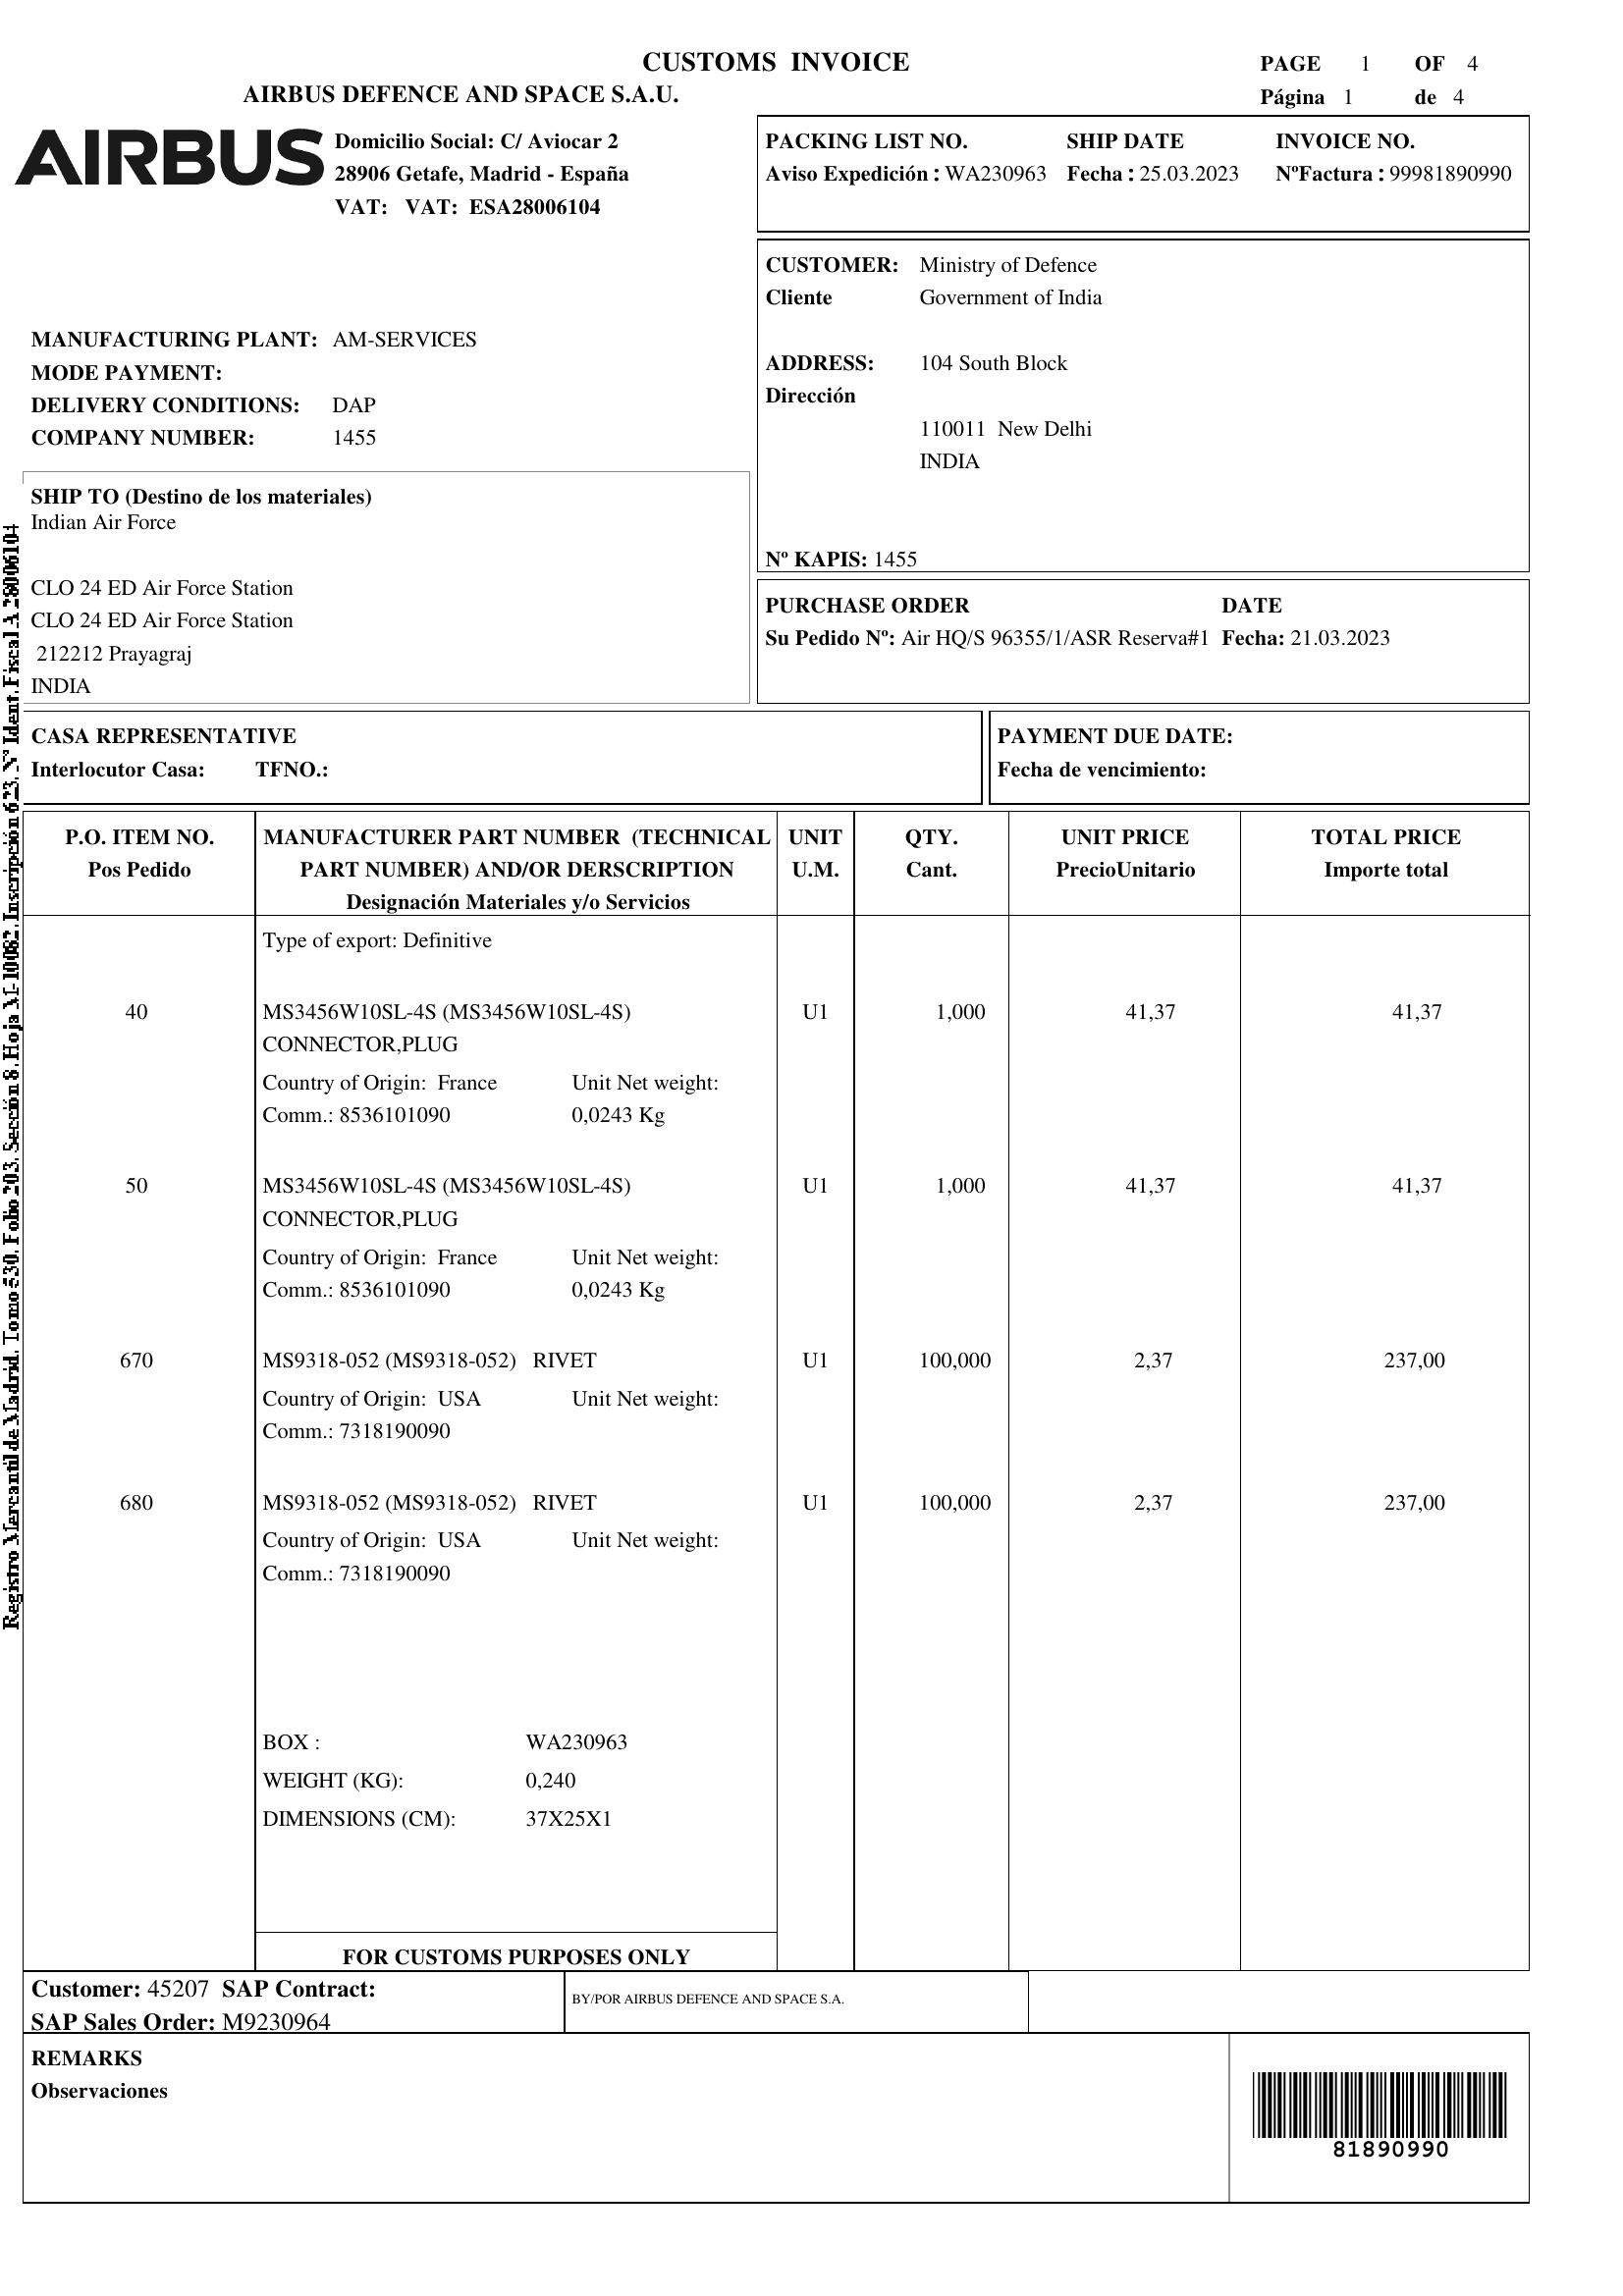 CUSTOMS INVOICE
AIRBUS DEFENCE AND SPACE S.A.U.
PAGE 1 OF 4
Página 1 de 4
AIRBUS
Domicilio Social: C/ Aviocar 2
28906 Getafe, Madrid - España
VAT: VAT: ESA28006104
PACKING LIST NO. SHIP DATE INVOICE NO.
Aviso Expedición : WA230963 Fecha : 25.03.2023 NºFactura : 99981890990
CUSTOMER: Ministry of Defence
Cliente Government of India
ADDRESS: 104 South Block
Dirección
110011 New Delhi
INDIA
Nº KAPIS: 1455
MANUFACTURING PLANT: AM-SERVICES
MODE PAYMENT:
DELIVERY CONDITIONS: DAP
COMPANY NUMBER: 1455
SHIP TO (Destino de los materiales)
Indian Air Force
CLO 24 ED Air Force Station
CLO 24 ED Air Force Station
212212 Prayagraj
INDIA
PURCHASE ORDER DATE
Su Pedido Nº: Air HQ/S 96355/1/ASR Reserva#1 Fecha: 21.03.2023
CASA REPRESENTATIVE
Interlocutor Casa: TFNO.:
PAYMENT DUE DATE:
Fecha de vencimiento:
P.O. ITEM NO. MANUFACTURER PART NUMBER (TECHNICAL UNIT QTY. UNIT PRICE TOTAL PRICE
Pos Pedido PART NUMBER) AND/OR DERSCRIPTION U.M. Cant. PrecioUnitario Importe total
Designación Materiales y/o Servicios
Type of export: Definitive
40 MS3456W10SL-4S (MS3456W10SL-4S) U1 1,000 41,37 41,37
CONNECTOR,PLUG
Country of Origin: France Unit Net weight:
Comm.: 8536101090 0,0243 Kg
50 MS3456W10SL-4S (MS3456W10SL-4S) U1 1,000 41,37 41,37
CONNECTOR,PLUG
Country of Origin: France Unit Net weight:
Comm.: 8536101090 0,0243 Kg
670 MS9318-052 (MS9318-052) RIVET U1 100,000 2,37 237,00
Country of Origin: USA Unit Net weight:
Comm.: 7318190090
680 MS9318-052 (MS9318-052) RIVET U1 100,000 2,37 237,00
Country of Origin: USA Unit Net weight:
Comm.: 7318190090
BOX : WA230963
WEIGHT (KG): 0,240
DIMENSIONS (CM): 37X25X1
FOR CUSTOMS PURPOSES ONLY
Customer: 45207 SAP Contract:
SAP Sales Order: M9230964
BY/POR AIRBUS DEFENCE AND SPACE S.A.
REMARKS
Observaciones
81890990
Registro Mercantil de Madrid, Tomo 530, Folio 203, Sección 8, Hoja M-10082, Inscripción 623, Nº Ident. Fiscal A 28006104